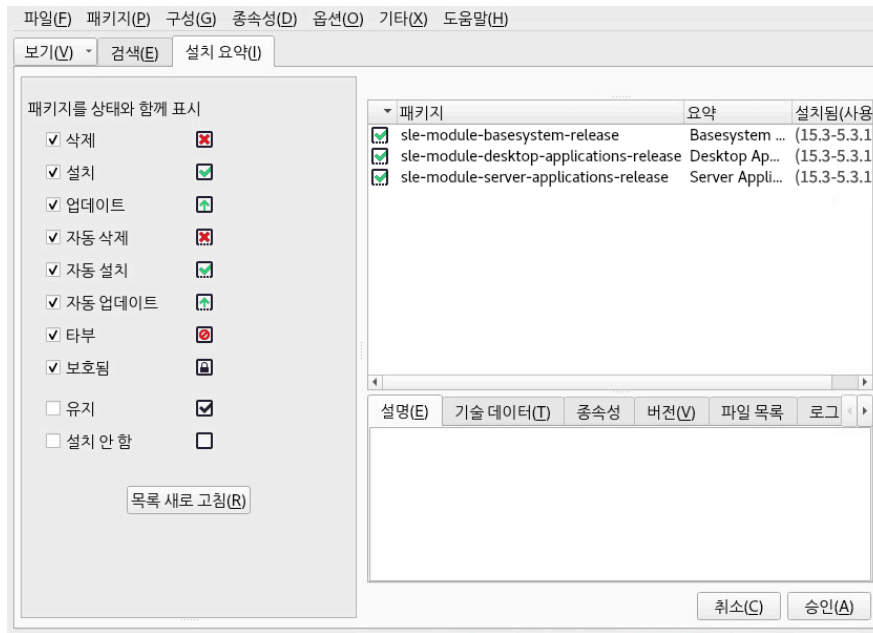 파일(F) 패키지(P) 구성(G) 종속성(D) 옵션(O) 기타(X) 도움말(H)
보기(V) 검색(E) 설치 요약(I)
패키지를 상태와 함께 표시
삭제
설치
업데이트
자동 삭제
자동 설치
자동 업데이트
타부
보호됨
유지
설치 안 함
목록 새로 고침(R)
패키지 요약 설치됨(사용
sle-module-basesystem-release Basesystem ... (15.3-5.3.1
sle-module-desktop-applications-release Desktop Ap... (15.3-5.3.1
sle-module-server-applications-release Server Appli... (15.3-5.3.1
설명(E) 기술 데이터(T) 종속성 버전(V) 파일 목록 로그
취소(C) 승인(A)